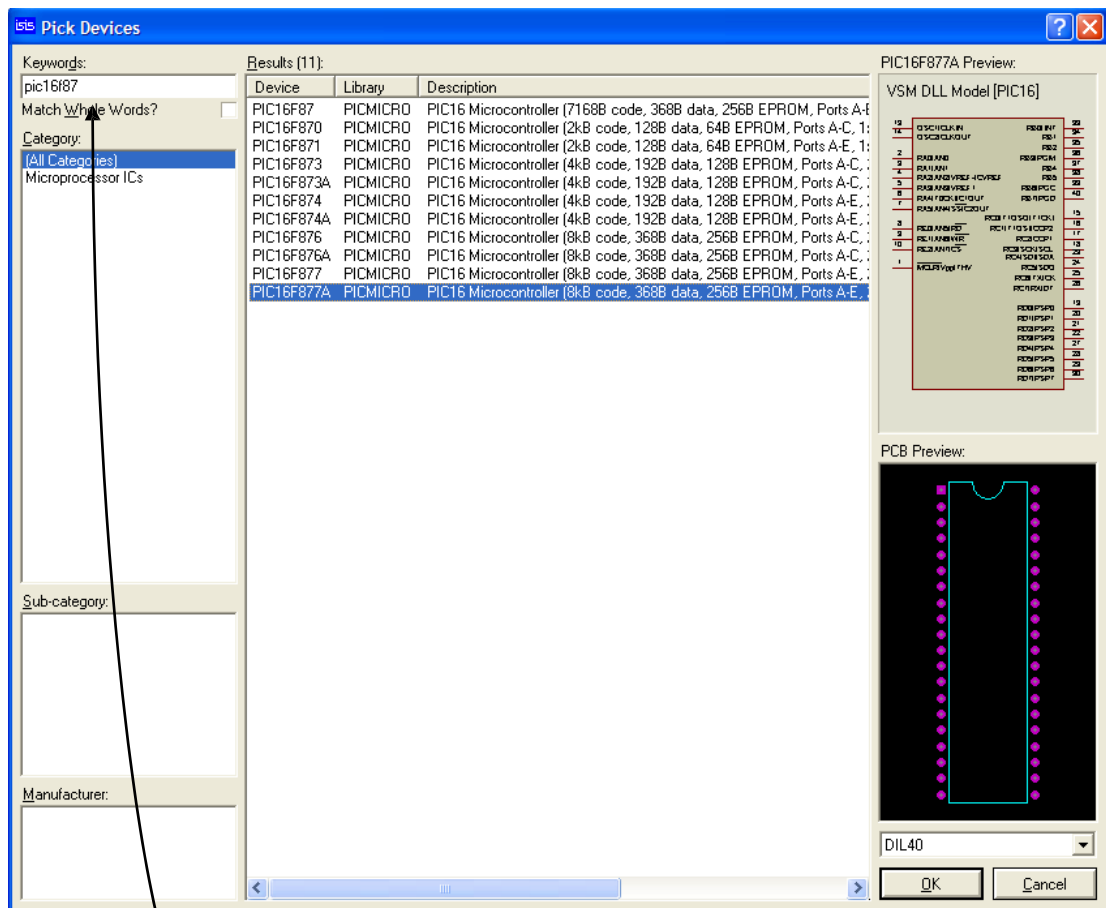 isis Pick Devices
Keywords:
pic16f87
Match Whole Words?
Category:
(All Categories)
Microprocessor ICs
Sub-category:
Manufacturer:
Results (11):
Device Library Description
PIC16F87 PICMICRO PIC16 Microcontroller (7168B code, 368B data, 256B EPROM, Ports A-B
PIC16F870 PICMICRO PIC16 Microcontroller (2kB code, 128B data, 64B EPROM, Ports A-C, 1:
PIC16F871 PICMICRO PIC16 Microcontroller (2kB code, 128B data, 64B EPROM, Ports A-E, 1:
PIC16F873 PICMICRO PIC16 Microcontroller (4kB code, 192B data, 128B EPROM, Ports A-C,
PIC16F873A PICMICRO PIC16 Microcontroller (4kB code, 192B data, 128B EPROM, Ports A-C,
PIC16F874 PICMICRO PIC16 Microcontroller (4kB code, 192B data, 128B EPROM, Ports A-E,
PIC16F874A PICMICRO PIC16 Microcontroller (4kB code, 192B data, 128B EPROM, Ports A-E,
PIC16F876 PICMICRO PIC16 Microcontroller (8kB code, 368B data, 256B EPROM, Ports A-C,
PIC16F876A PICMICRO PIC16 Microcontroller (8kB code, 368B data, 256B EPROM, Ports A-C,
PIC16F877 PICMICRO PIC16 Microcontroller (8kB code, 368B data, 256B EPROM, Ports A-E,
PIC16F877A PICMICRO PIC16 Microcontroller (8kB code, 368B data, 256B EPROM, Ports A-E,
PIC16F877A Preview:
VSM DLL Model [PIC16]
PCB Preview:
DIL40
OK Cancel